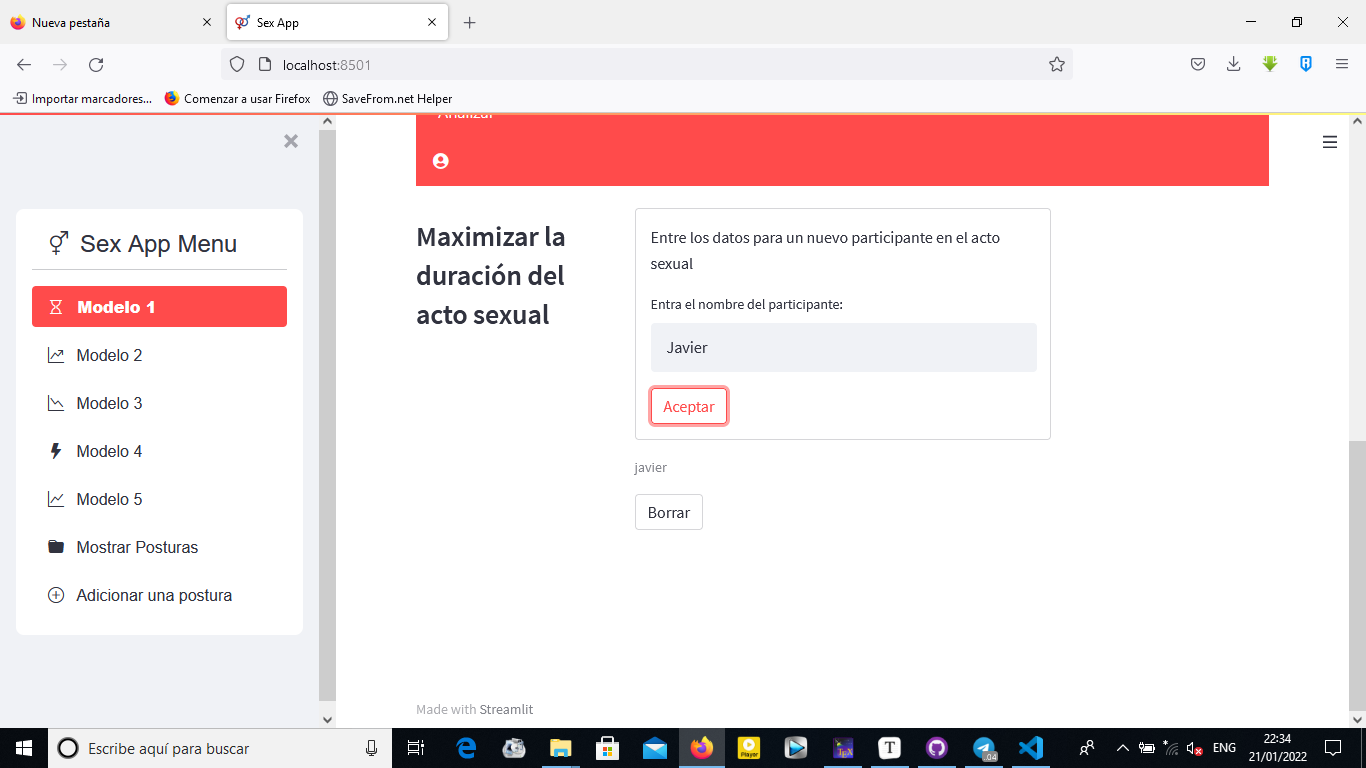 Nueva pestaña
Sex App
localhost:8501
Importar marcadores...
Comenzar a usar Firefox
SaveFrom.net Helper
Analizar
Sex App Menu
Modelo 1
Modelo 2
Modelo 3
Modelo 4
Modelo 5
Mostrar Posturas
Adicionar una postura
Maximizar la
duración del
acto sexual
Entre los datos para un nuevo participante en el acto
sexual
Entra el nombre del participante:
Javier
Aceptar
javier
Borrar
Made with Streamlit
Escribe aquí para buscar
Player
TEX
T
.04
ENG
22:34
21/01/2022